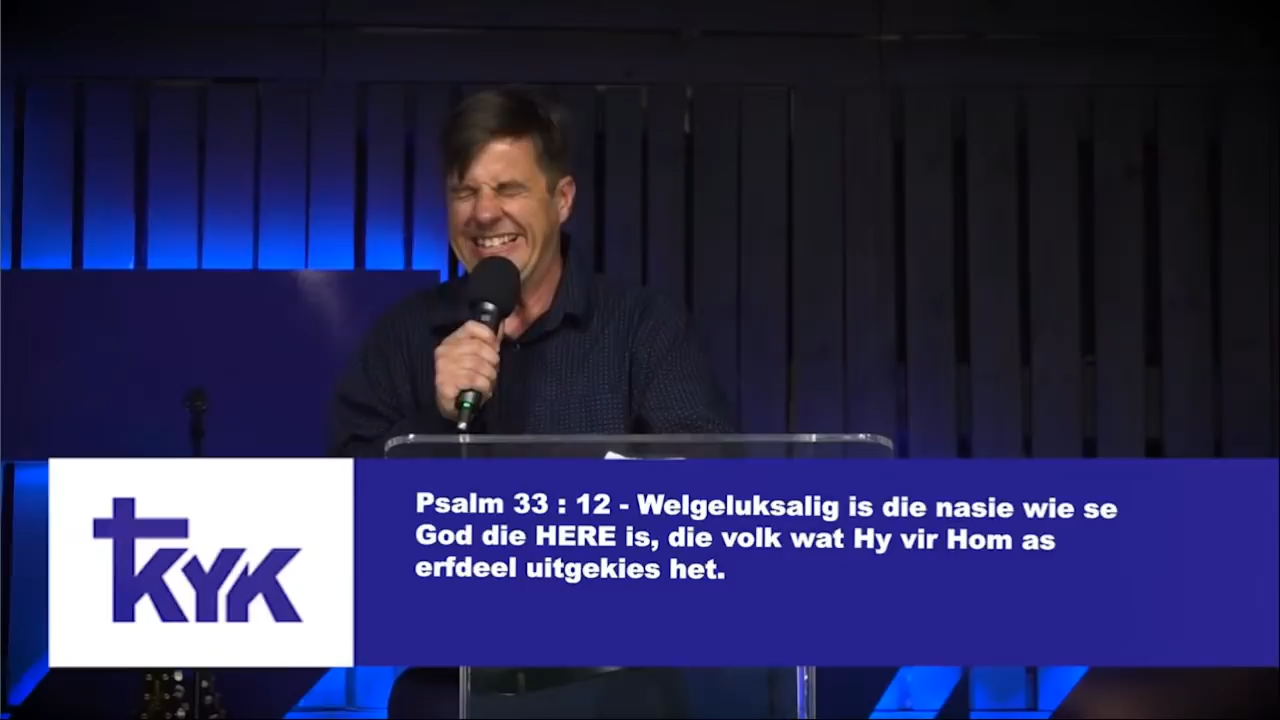 Psalm 33 : 12 - Welgeluksalig is die nasie wie se
God die HERE is, die volk wat Hy vir Hom as
erfdeel uitgekies het.
KYK